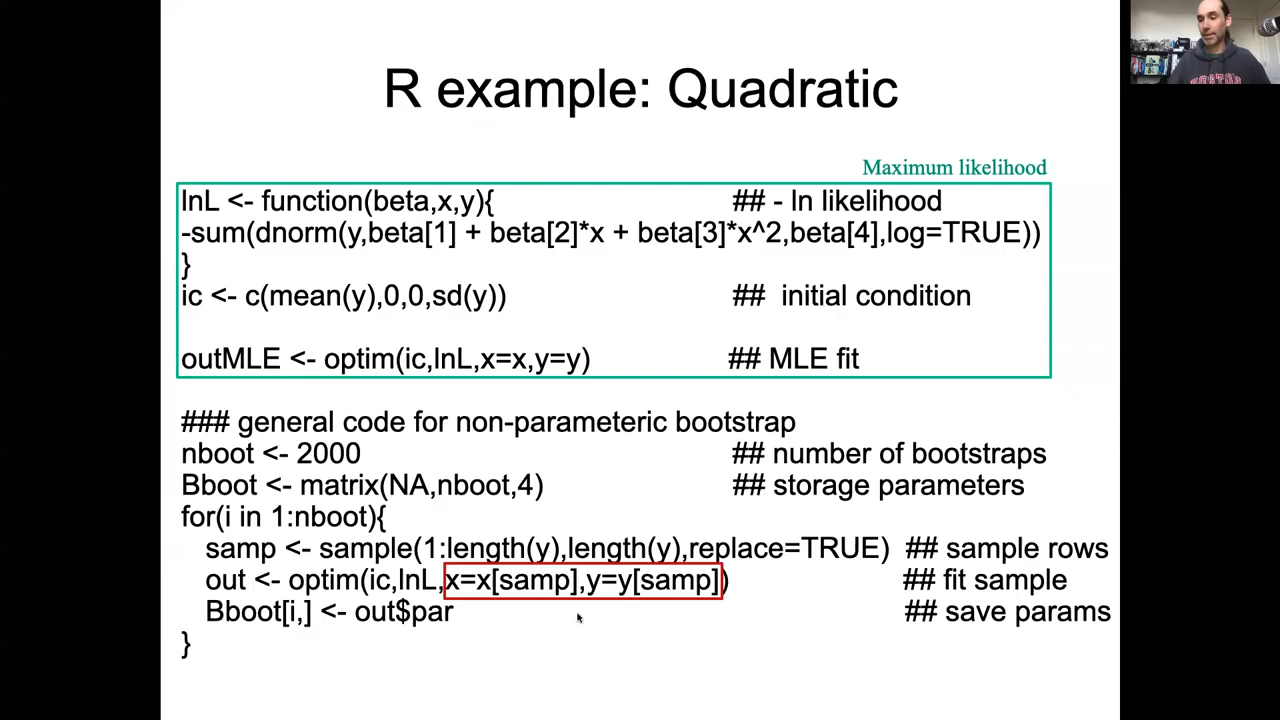 R example: Quadratic
Maximum likelihood
lnL <- function(beta,x,y){ ## - ln likelihood
-sum(dnorm(y,beta[1] + beta[2]*x + beta[3]*x^2,beta[4],log=TRUE))
}
ic <- c(mean(y),0,0,sd(y)) ## initial condition
outMLE <- optim(ic,lnL,x=x,y=y) ## MLE fit
### general code for non-parameteric bootstrap
nboot <- 2000 ## number of bootstraps
Bboot <- matrix(NA,nboot,4) ## storage parameters
for(i in 1:nboot){
samp <- sample(1:length(y),length(y),replace=TRUE) ## sample rows
out <- optim(ic,lnL,x=x[samp],y=y[samp]) ## fit sample
Bboot[i,] <- out$par ## save params
}